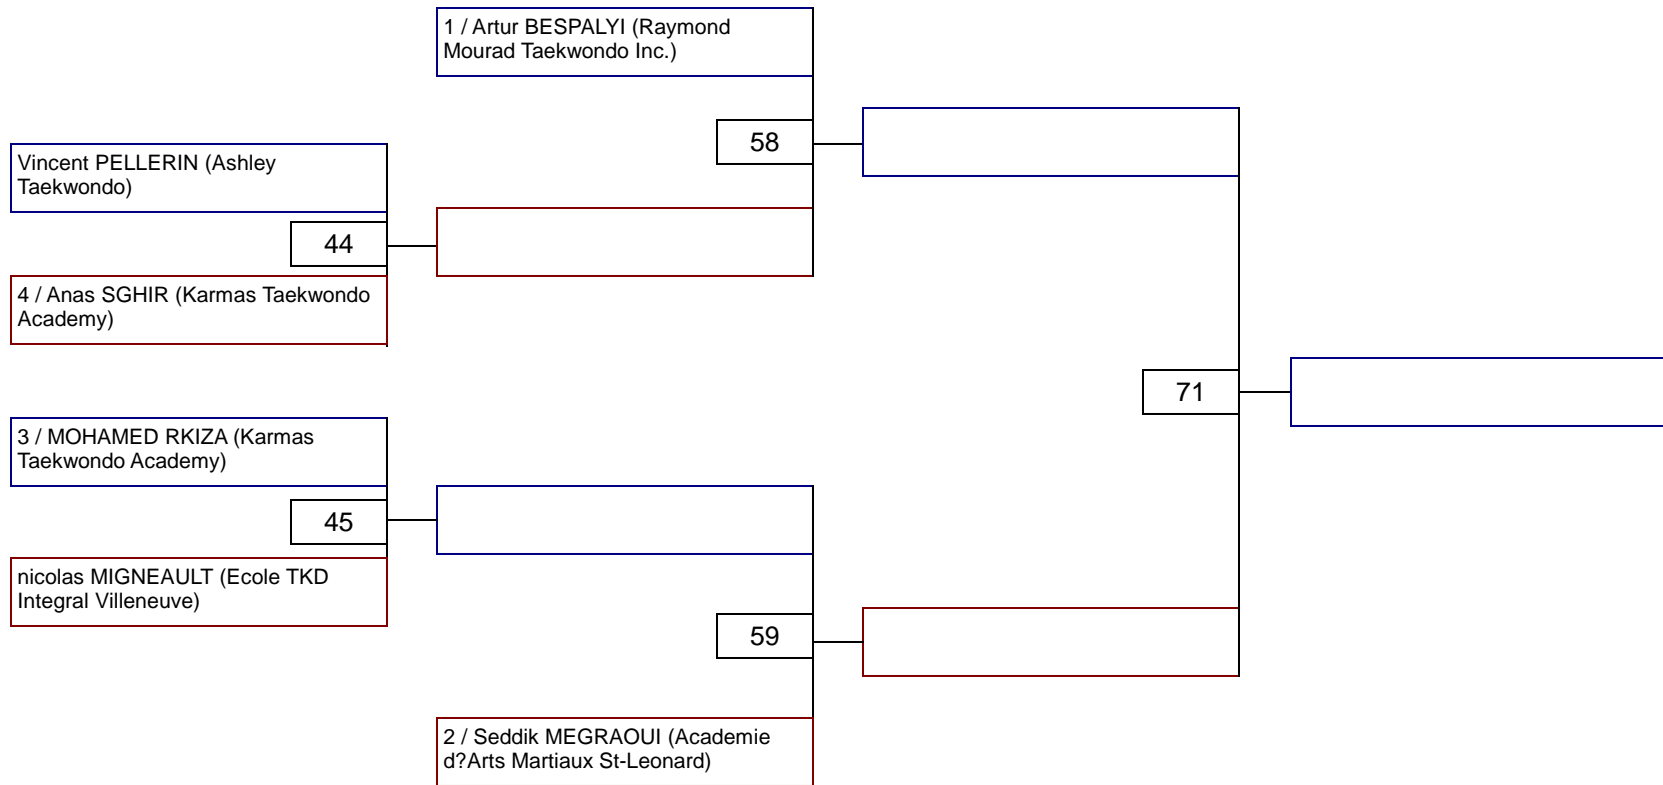 1 / Artur BESPALYI (Raymond
Mourad Taekwondo Inc.)
58
Vincent PELLERIN (Ashley
Taekwondo)
44
4 / Anas SGHIR (Karmas Taekwondo
Academy)
71
3 / MOHAMED RKIZA (Karmas
Taekwondo Academy)
45
nicolas MIGNEAULT (Ecole TKD
Integral Villeneuve)
59
2 / Seddik MEGRAOUI (Academie
d?Arts Martiaux St-Leonard)